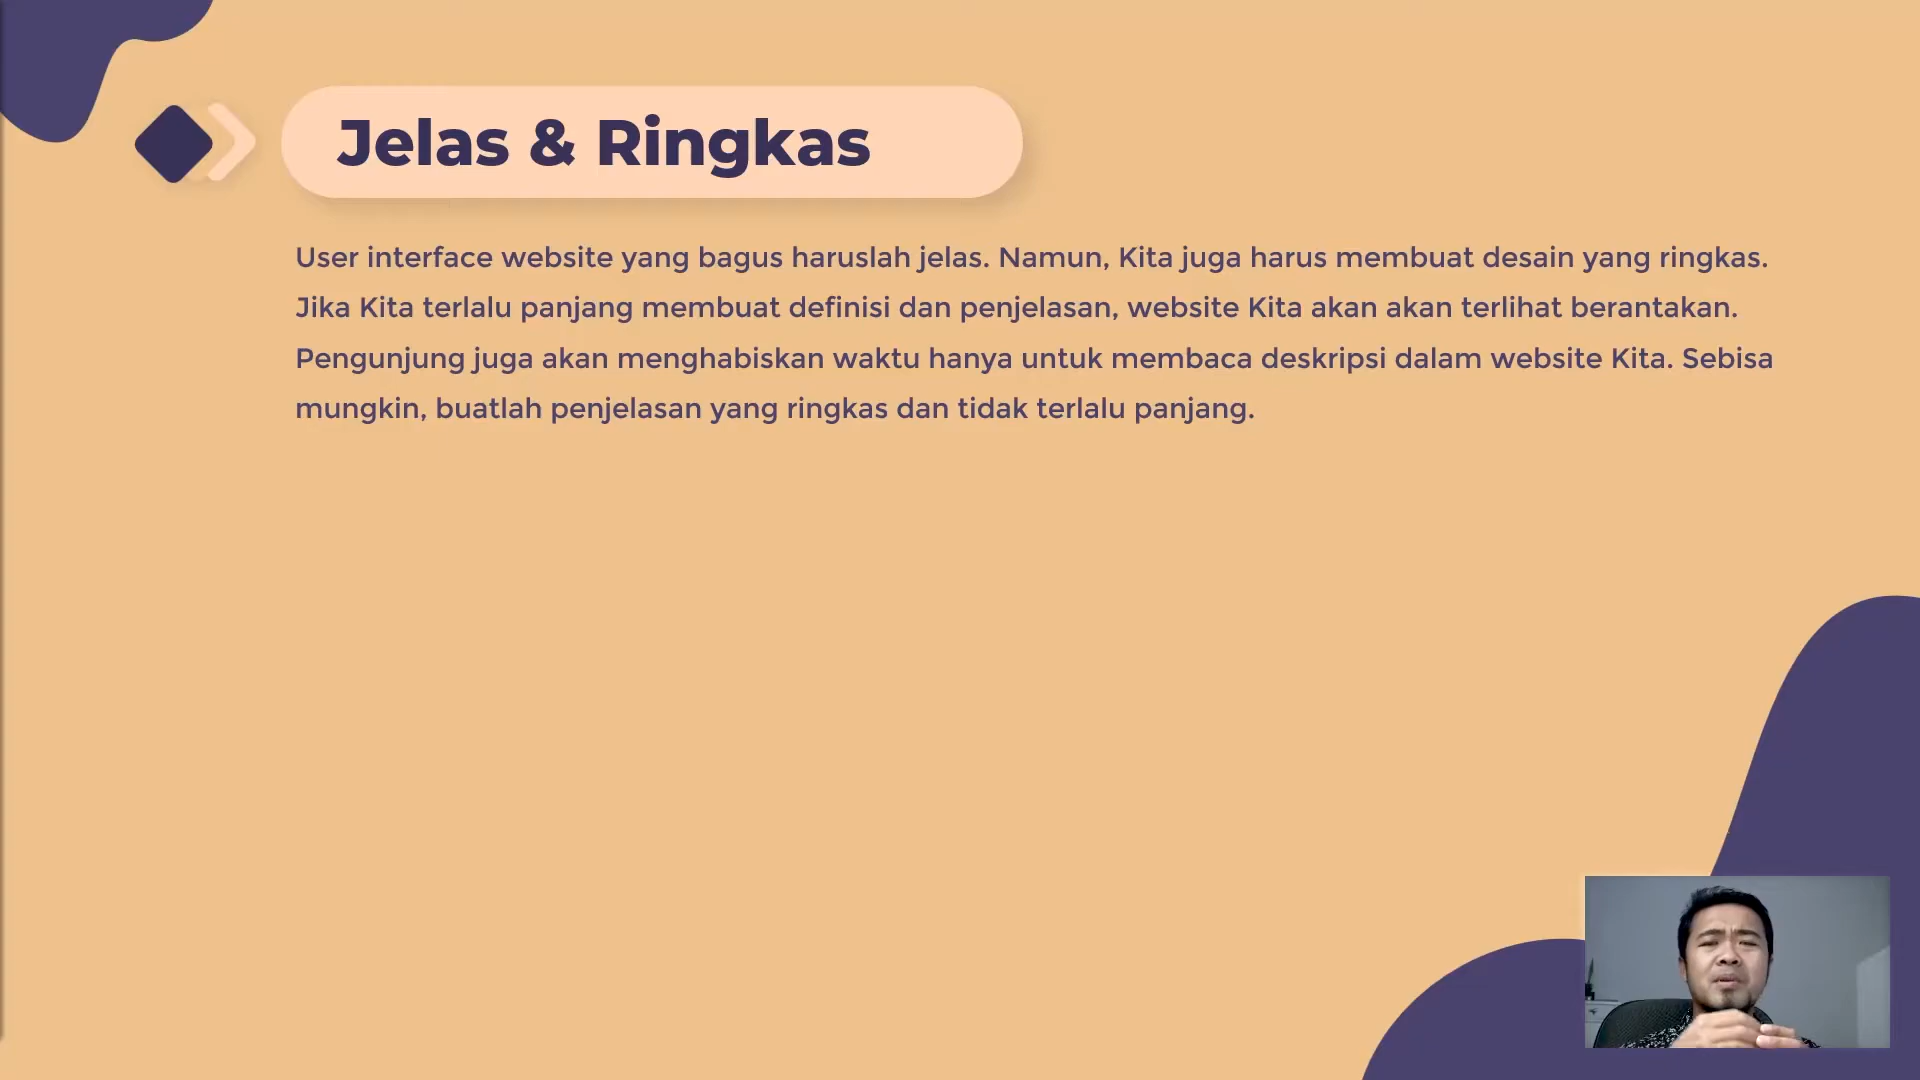 Jelas & Ringkas
User interface website yang bagus haruslah jelas. Namun, Kita juga harus membuat desain yang ringkas.
Jika Kita terlalu panjang membuat definisi dan penjelasan, website Kita akan akan terlihat berantakan.
Pengunjung juga akan menghabiskan waktu hanya untuk membaca deskripsi dalam website Kita. Sebisa
mungkin, buatlah penjelasan yang ringkas dan tidak terlalu panjang.